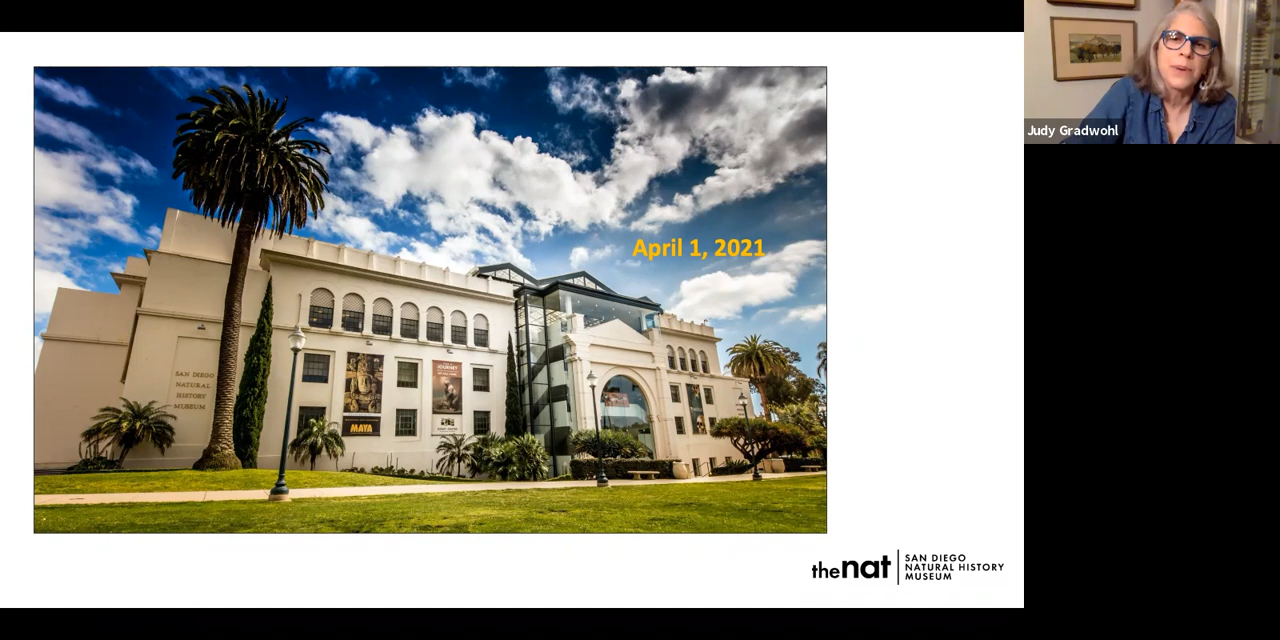 Judy Gradwohl
April 1, 2021
SAN DIEGO
NATURAL
HISTORY
MUSEUM
JOURNEY
MAYA
thenat
SAN DIEGO
NATURAL HISTORY
MUSEUM